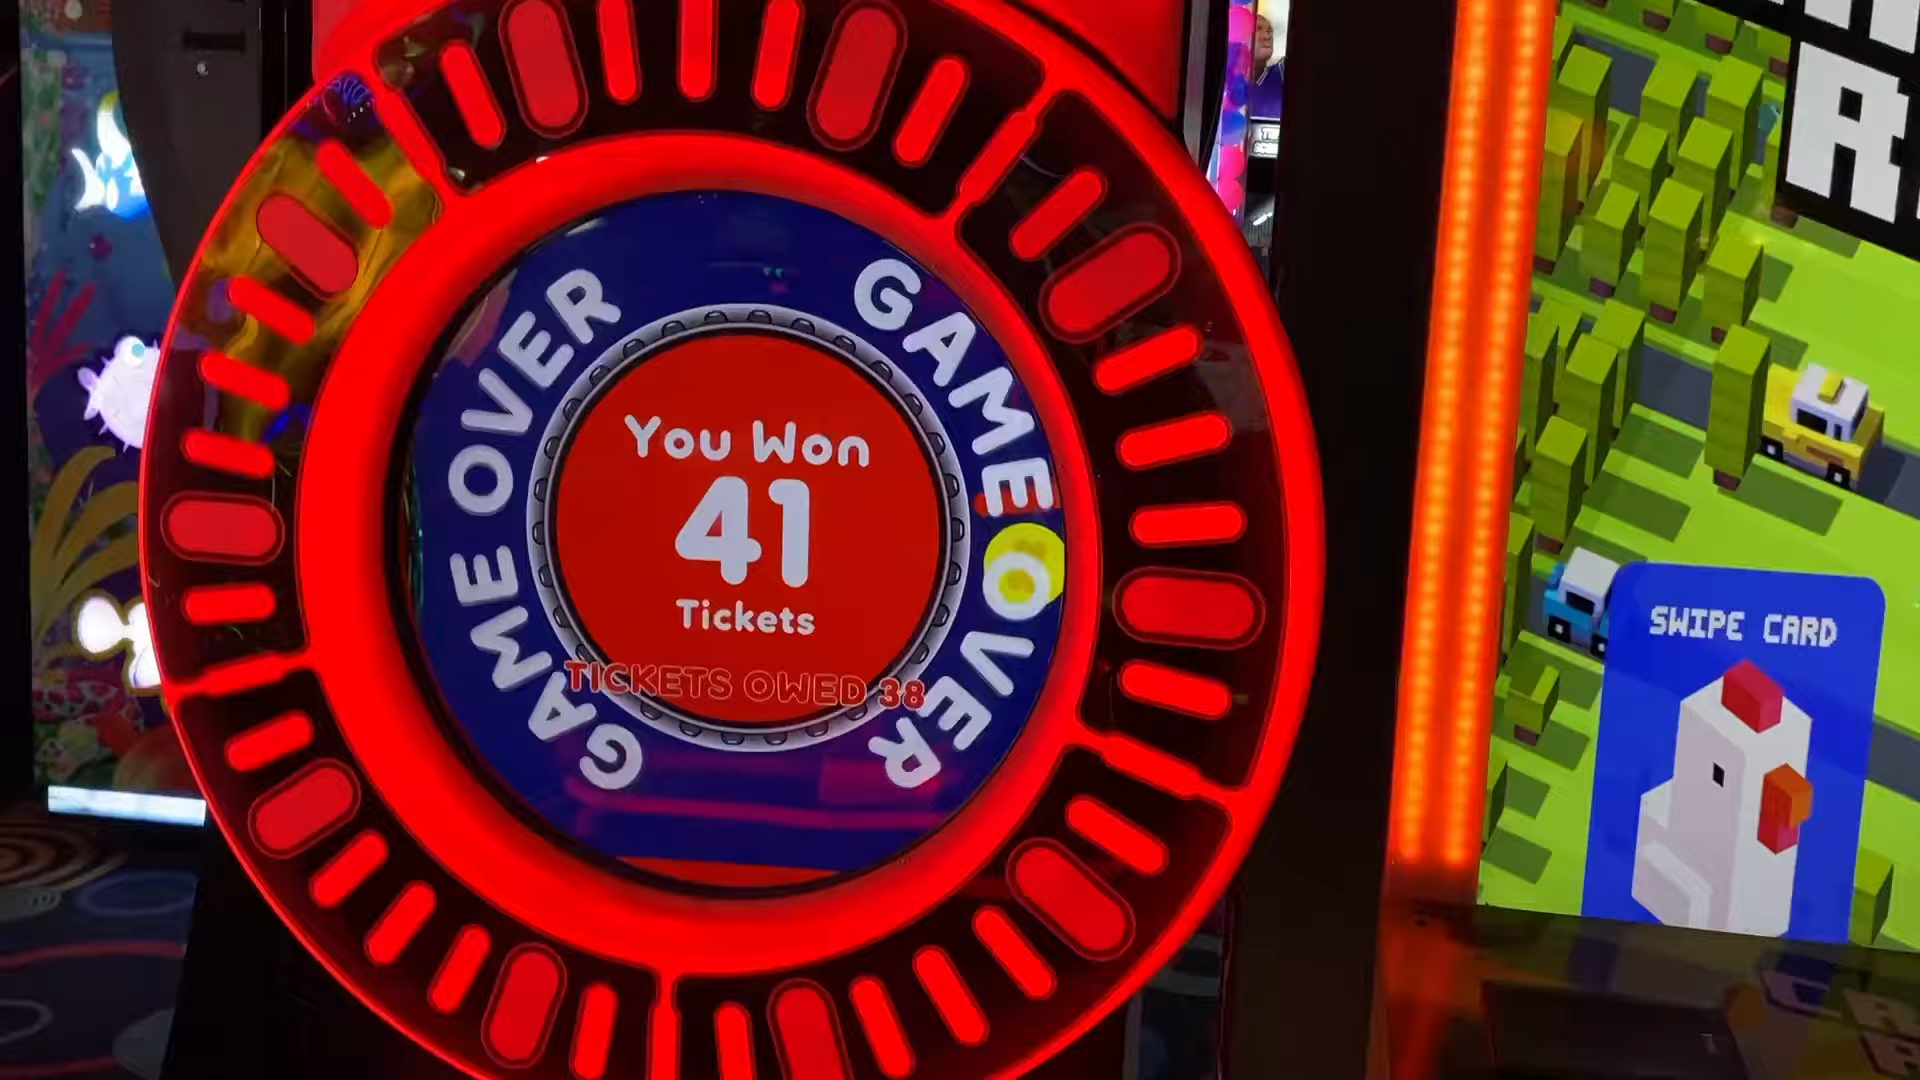 GAME OVER
GAME OVER
You Won
41
Tickets
TICKETS OWED 38
SWIPE CARD